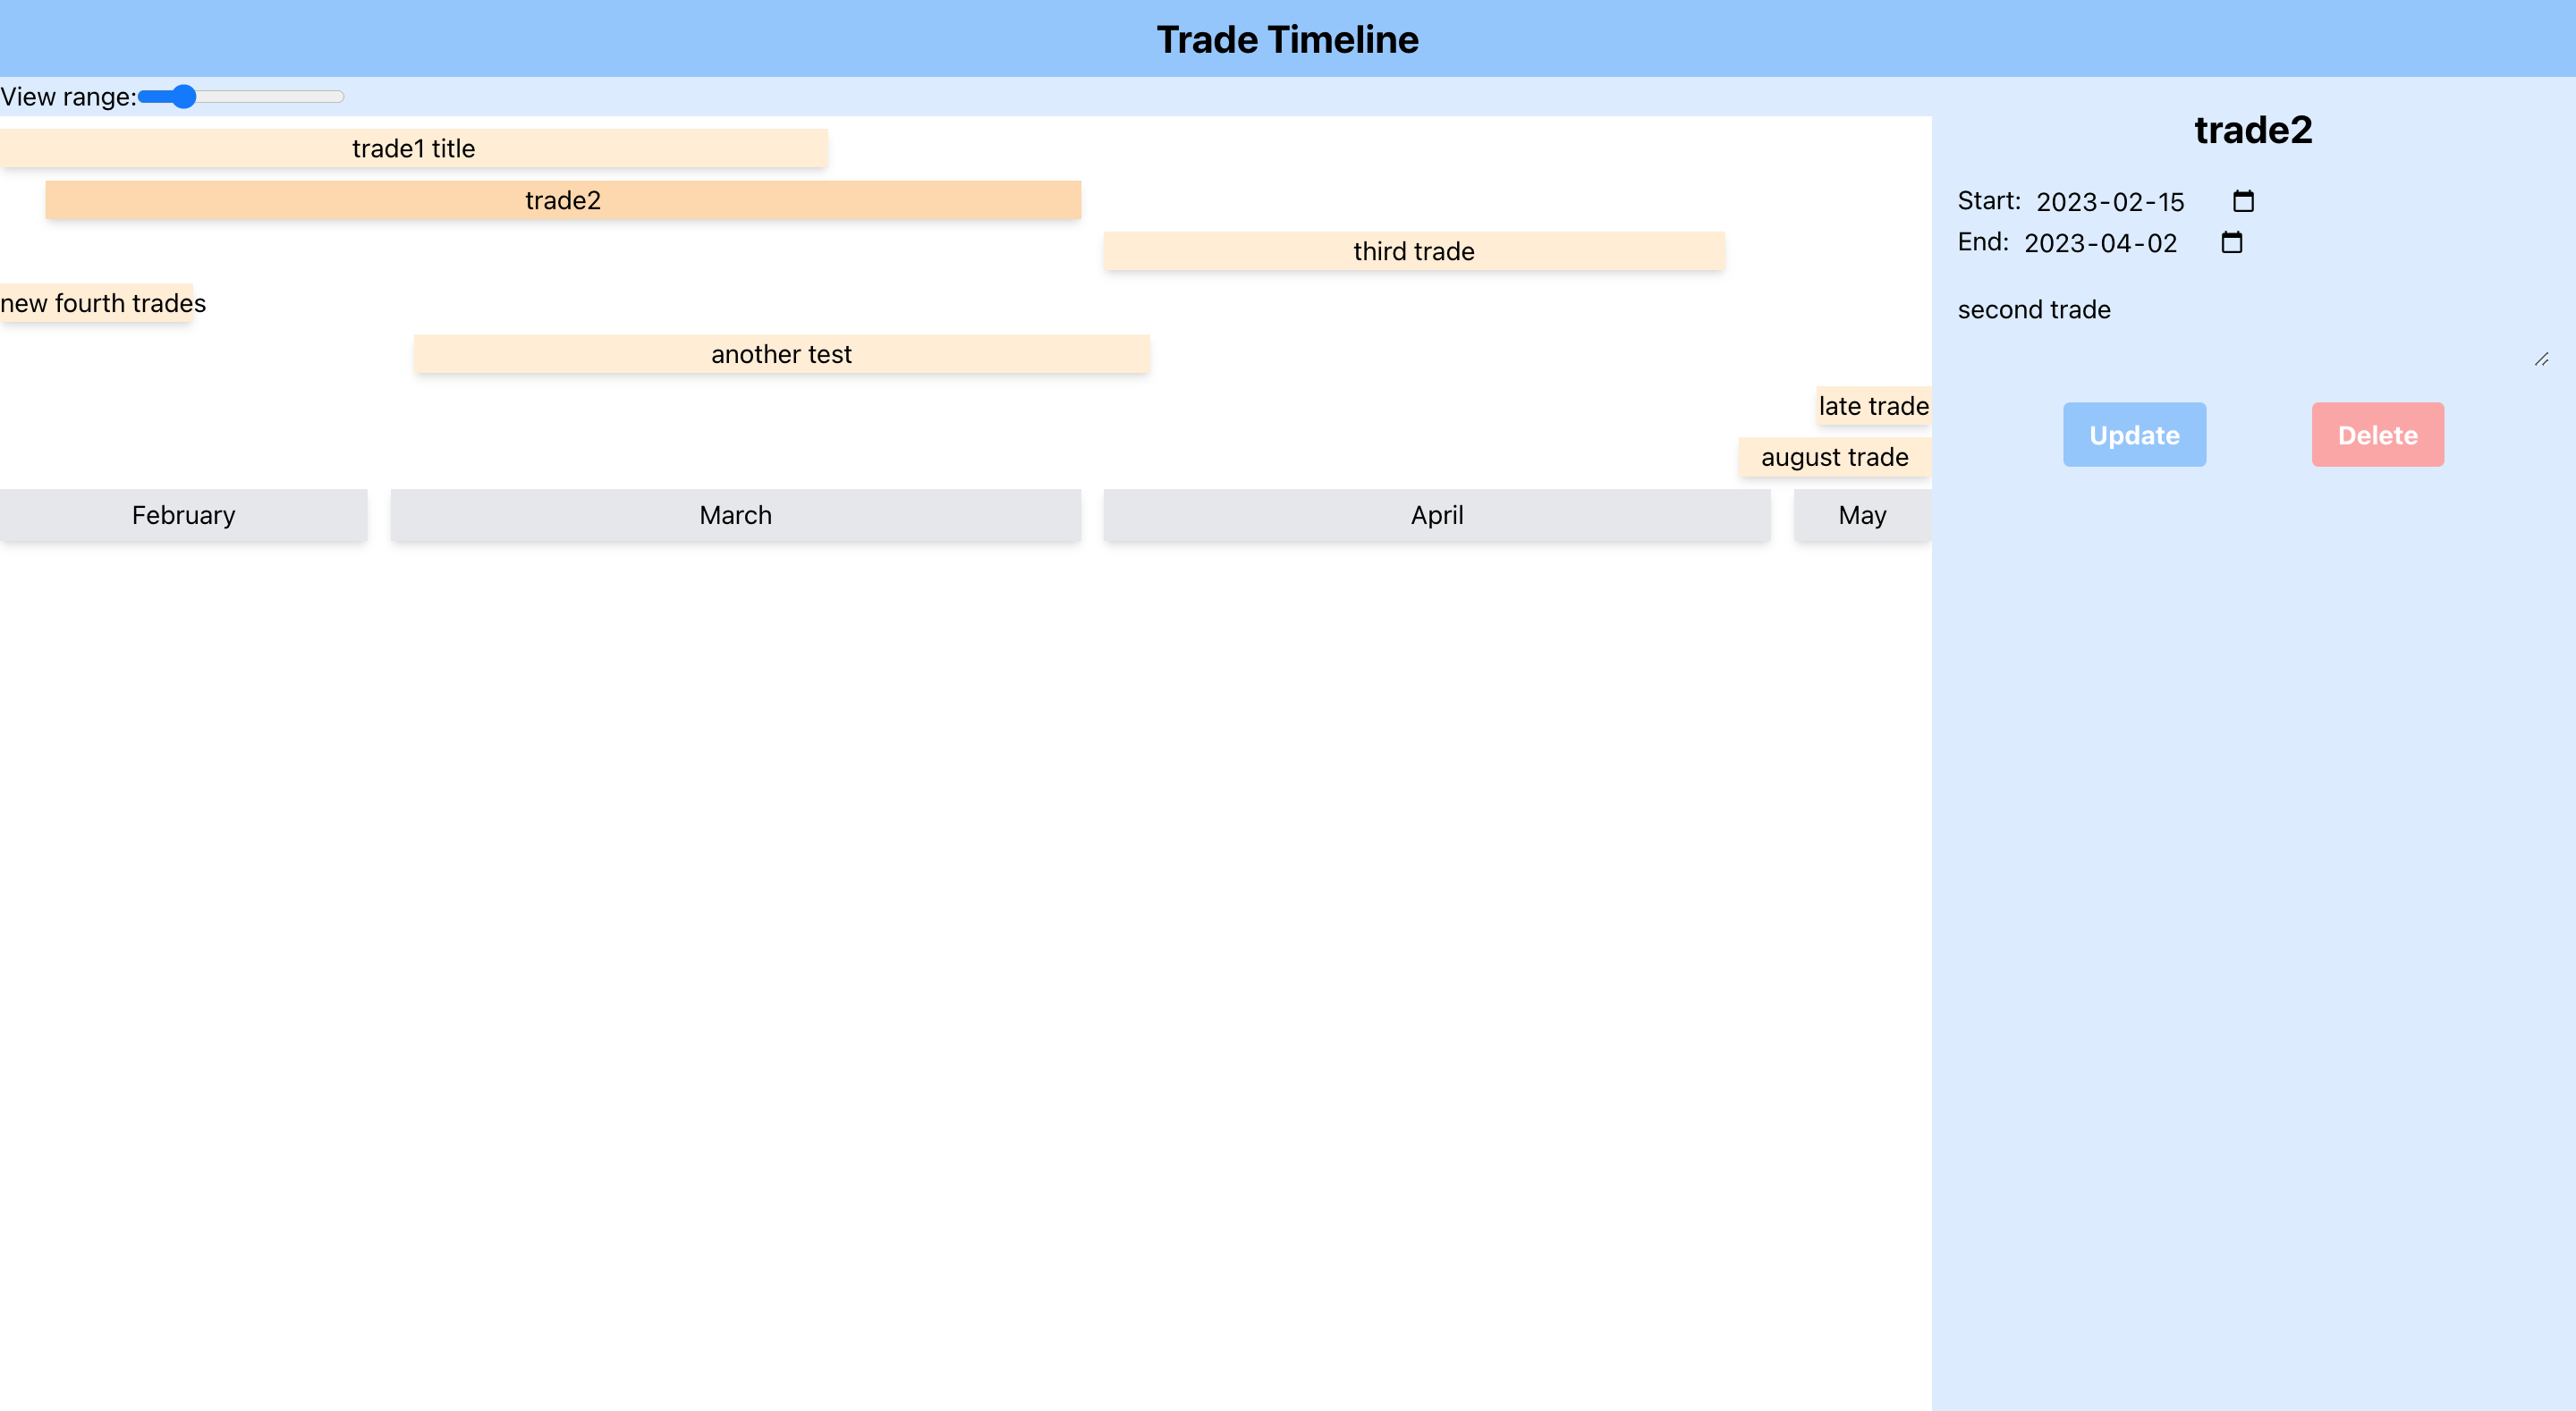 Trade Timeline
View range:
trade1 title
trade2
third trade
new fourth trades
another test
late trade
august trade
February March April May
trade2
Start: 2023-02-15
End: 2023-04-02
second trade
Update Delete